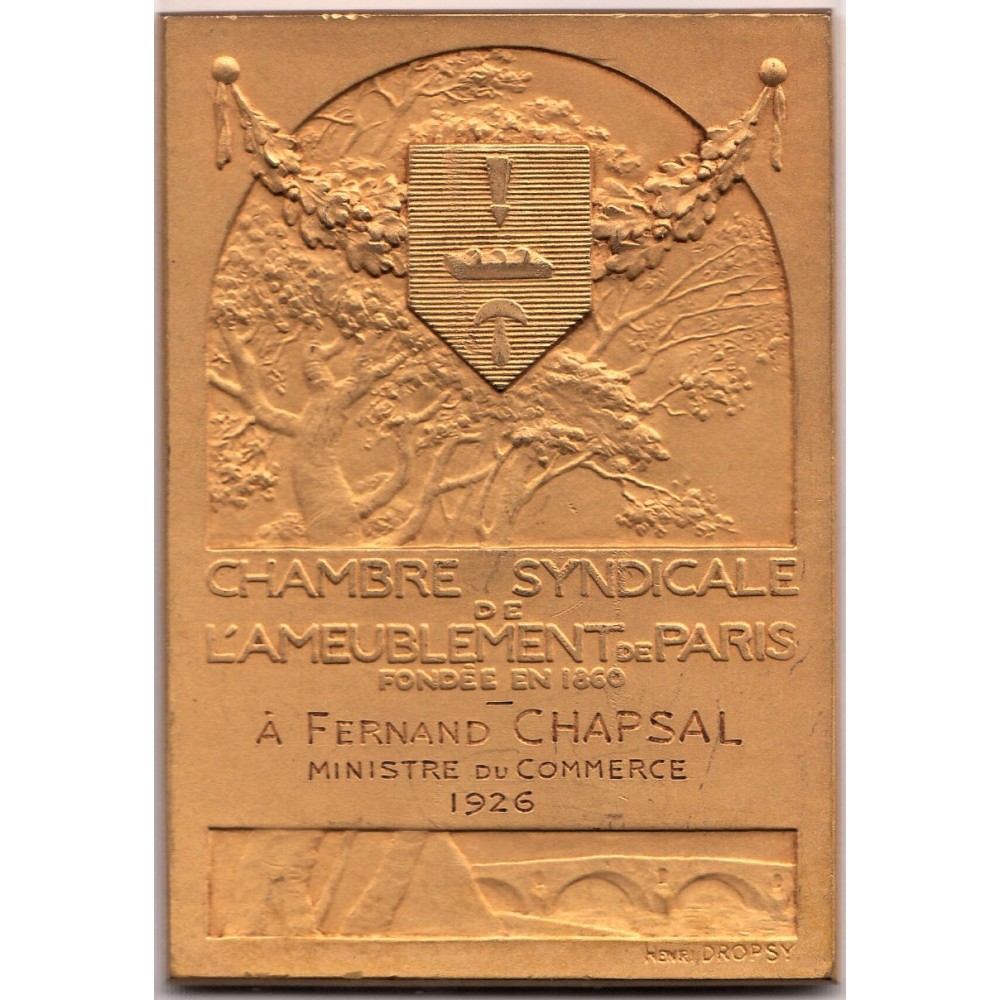 CHAMBRE SYNDICALE
DE
L'AMEUBLEMENT DE PARIS
FONDÉE EN 1860
À FERNAND CHAPSAL
MINISTRE DU COMMERCE
1926
HENRI DROPSY